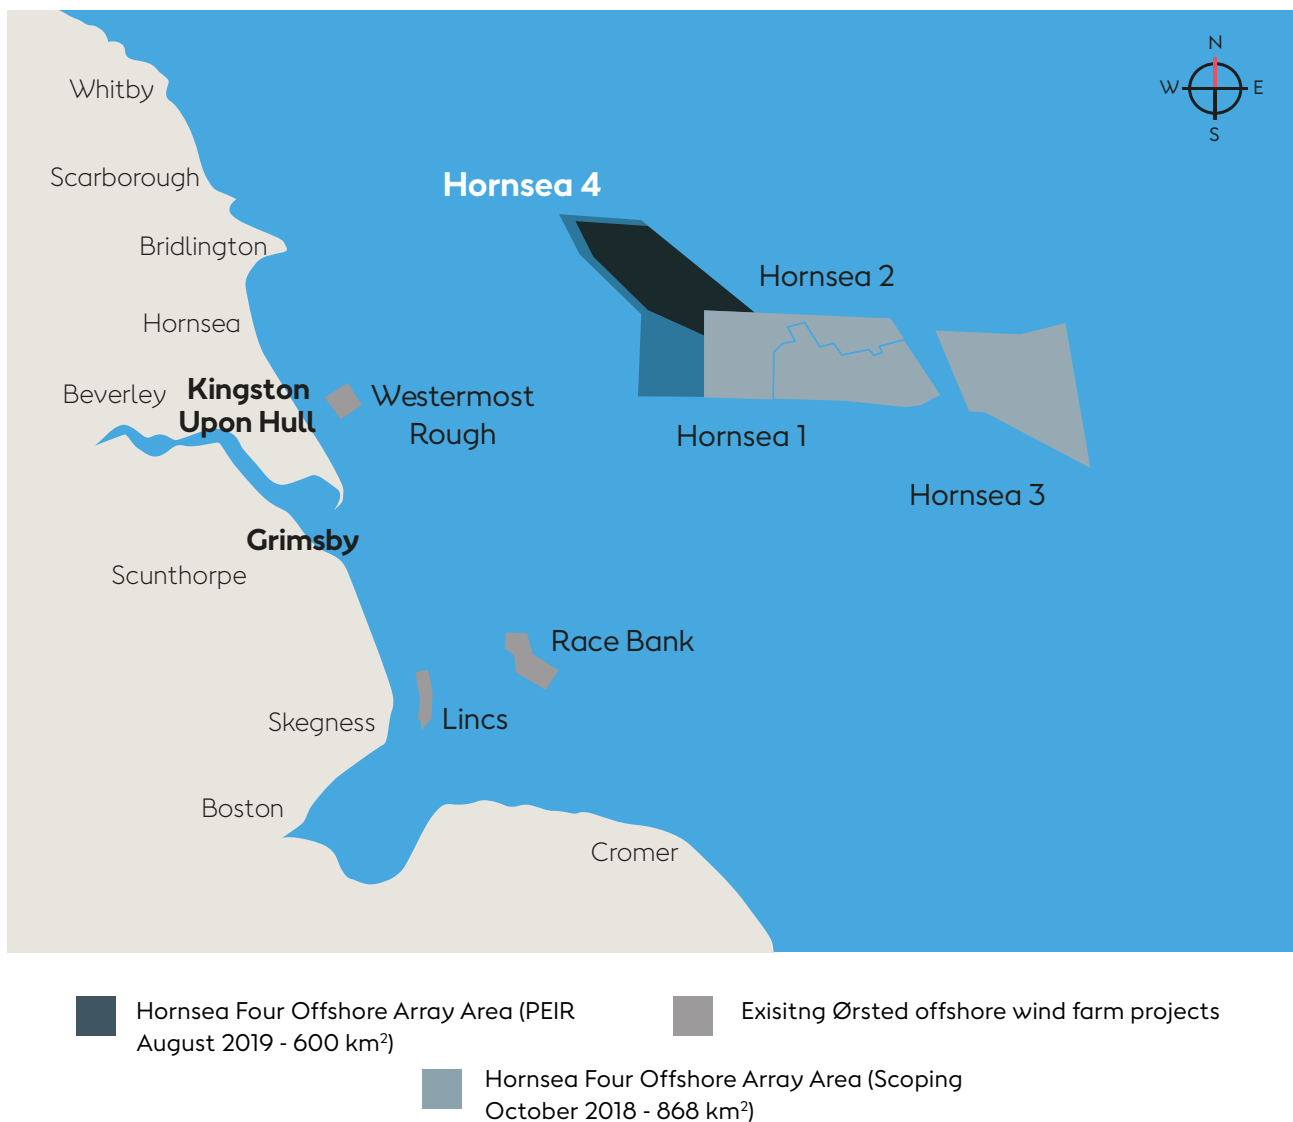 N
W
E
S
Whitby
Scarborough
Hornsea 4
Bridlington
Hornsea 2
Hornsea
Beverley
Kingston
Upon Hull
Westermost
Rough
Hornsea 1
Hornsea 3
Grimsby
Scunthorpe
Race Bank
Skegness
Lincs
Boston
Cromer
Hornsea Four Offshore Array Area (PEIR
August 2019 - 600 km²)
Exisitng Ørsted offshore wind farm projects
Hornsea Four Offshore Array Area (Scoping
October 2018 - 868 km²)